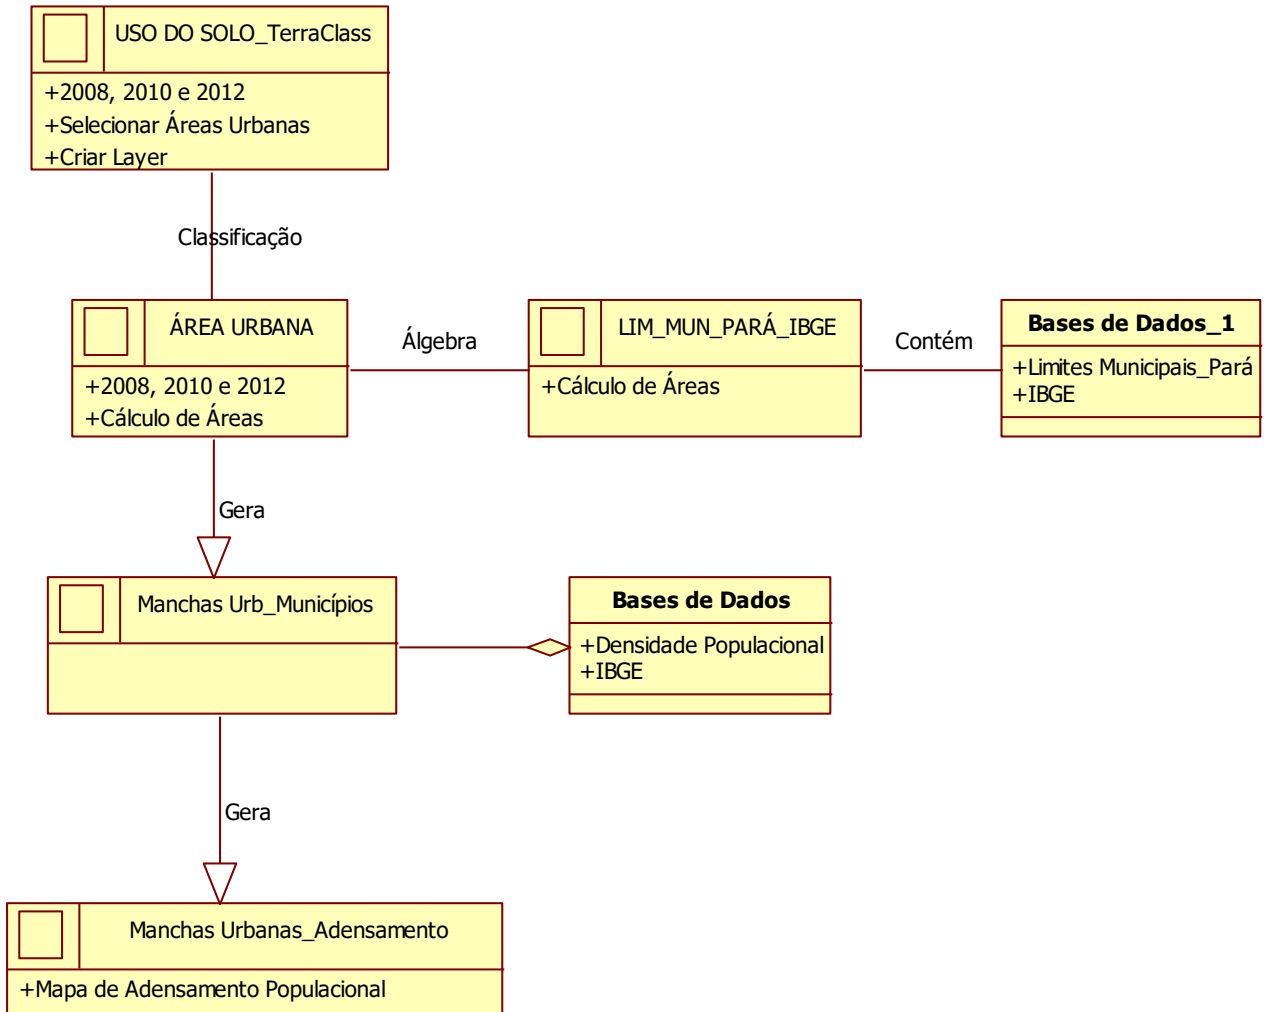 USO DO SOLO_TerraClass
+2008, 2010 e 2012
+Selecionar Áreas Urbanas
+Criar Layer
Classificação
ÁREA URBANA
+2008, 2010 e 2012
+Cálculo de Áreas
Álgebra
LIM_MUN_PARÁ_IBGE
+Cálculo de Áreas
Contém
Bases de Dados_1
+Limites Municipais_Pará
+IBGE
Gera
Manchas Urb_Municípios
Bases de Dados
+Densidade Populacional
+IBGE
Gera
Manchas Urbanas_Adensamento
+Mapa de Adensamento Populacional